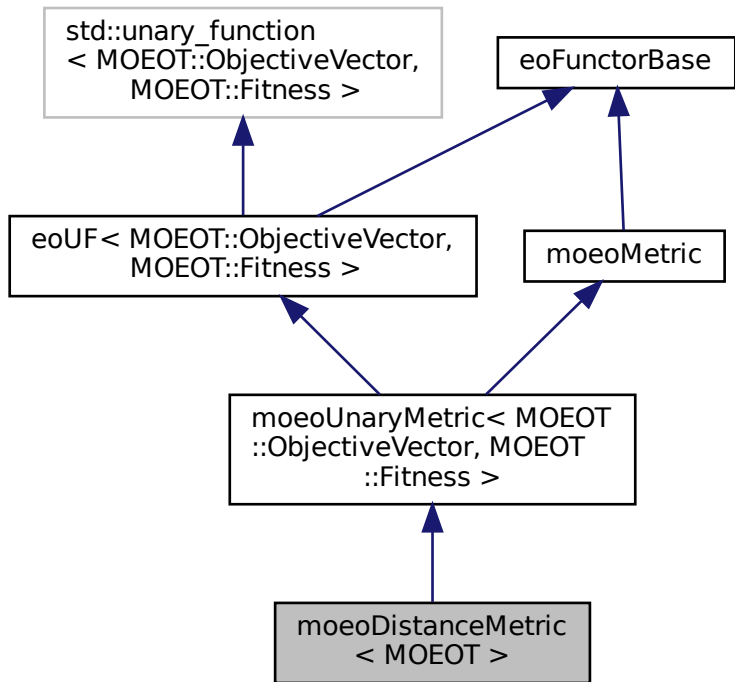 std::unary_function
< MOEOT::ObjectiveVector,
MOEOT::Fitness >
eoFunctorBase
eoUF< MOEOT::ObjectiveVector,
MOEOT::Fitness >
moeoMetric
moeoUnaryMetric< MOEOT
::ObjectiveVector, MOEOT
::Fitness >
moeoDistanceMetric
< MOEOT >